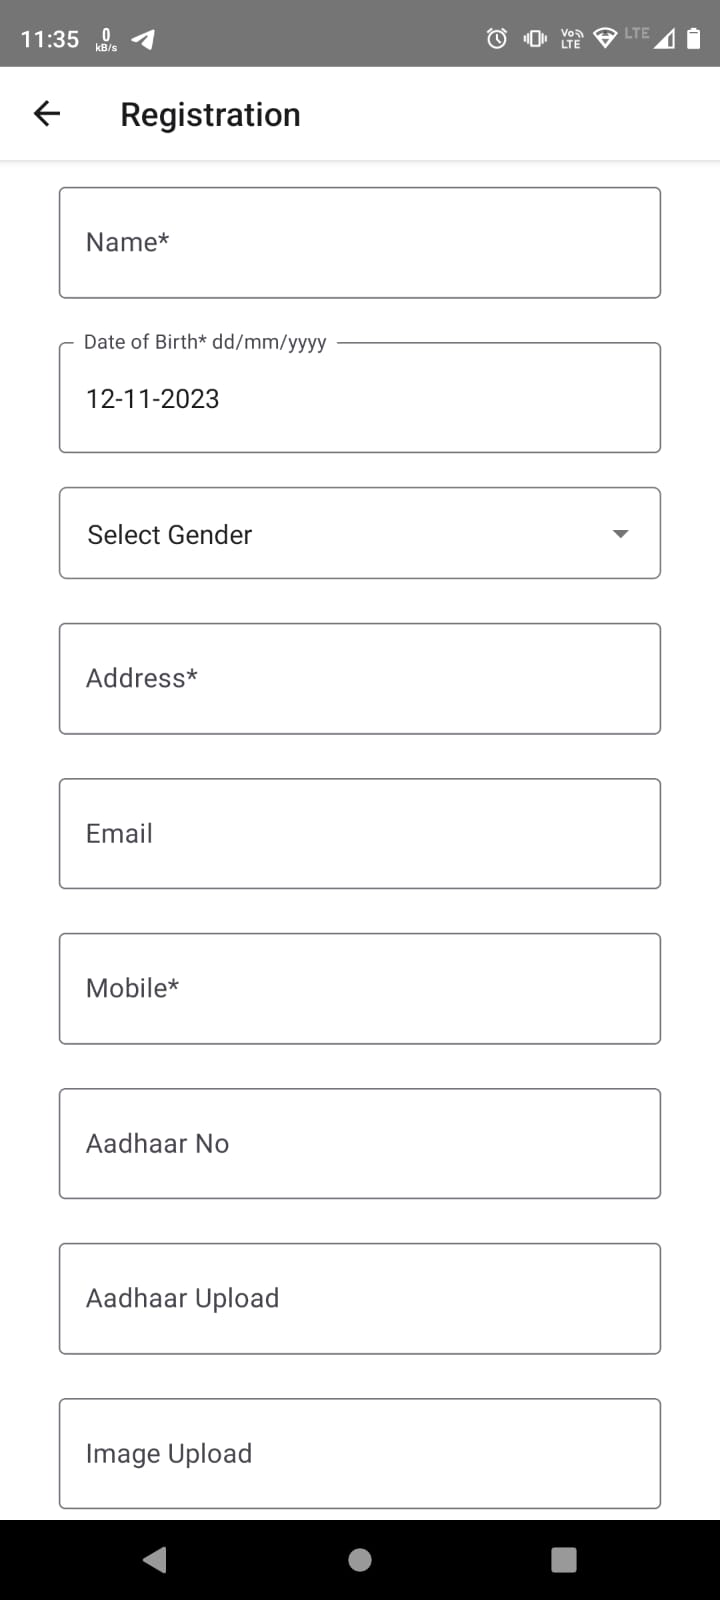 11:35 0 kB/s Vo LTE LTE
Registration
Name*
Date of Birth* dd/mm/yyyy
12-11-2023
Select Gender
Address*
Email
Mobile*
Aadhaar No
Aadhaar Upload
Image Upload